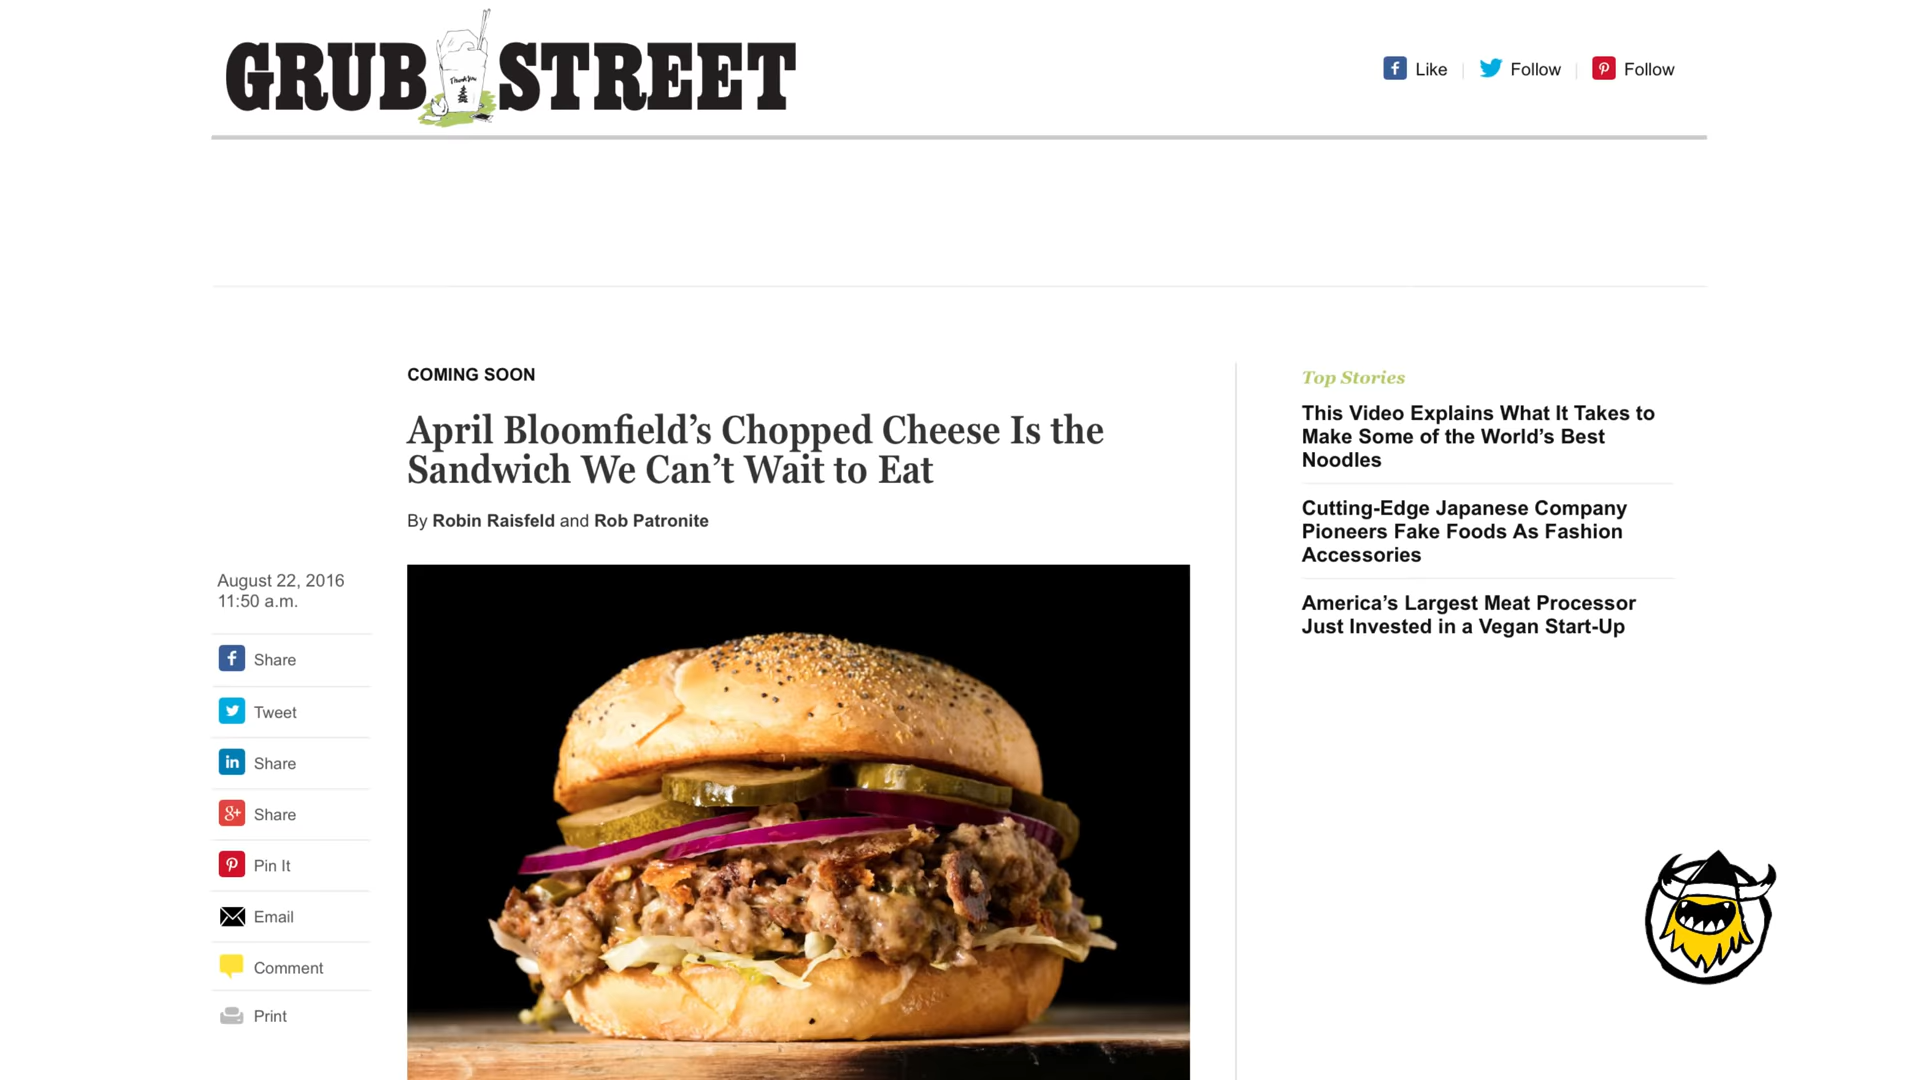 GRUB STREET
Thank You
Like
Follow
Follow
COMING SOON
April Bloomfield’s Chopped Cheese Is the
Sandwich We Can’t Wait to Eat
By Robin Raisfeld and Rob Patronite
August 22, 2016
11:50 a.m.
Share
Tweet
Share
Share
Pin It
Email
Comment
Print
Top Stories
This Video Explains What It Takes to
Make Some of the World’s Best
Noodles
Cutting-Edge Japanese Company
Pioneers Fake Foods As Fashion
Accessories
America’s Largest Meat Processor
Just Invested in a Vegan Start-Up